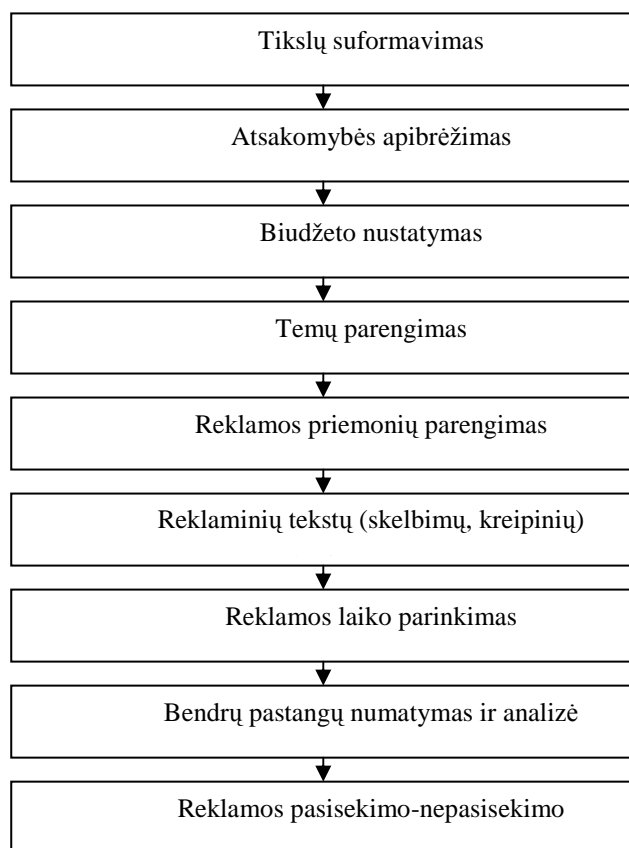 Tikslų suformavimas
Atsakomybės apibrėžimas
Biudžeto nustatymas
Temų parengimas
Reklamos priemonių parengimas
Reklaminių tekstų (skelbimų, kreipinių)
Reklamos laiko parinkimas
Bendrų pastangų numatymas ir analizė
Reklamos pasisekimo-nepasisekimo